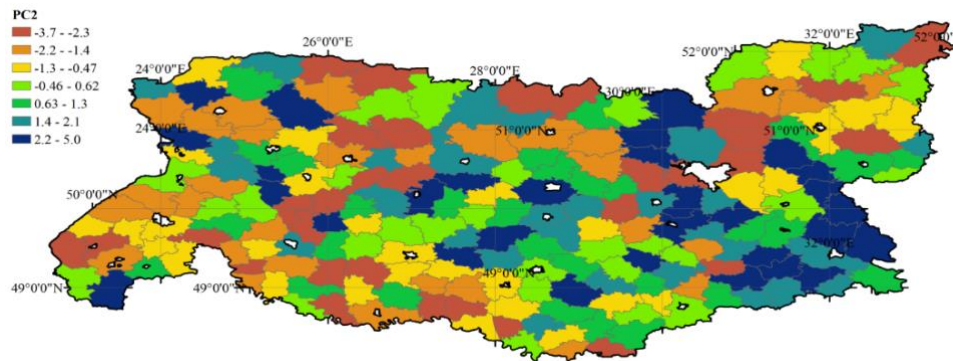 PC2
-3.7 - -2.3
-2.2 - -1.4
-1.3 - -0.47
-0.46 - 0.62
0.63 - 1.3
1.4 - 2.1
2.2 - 5.0
32°0'0"E
52°0'0"
26°0'0"E
52°0'0"N
24°0'0"E
28°0'0"E
30°0'0"E
24°0'0"E
51°0'0"N
51°0'0"N
50°0'0"N
32°0'0"E
49°0'0"N
49°0'0"N
49°0'0"N